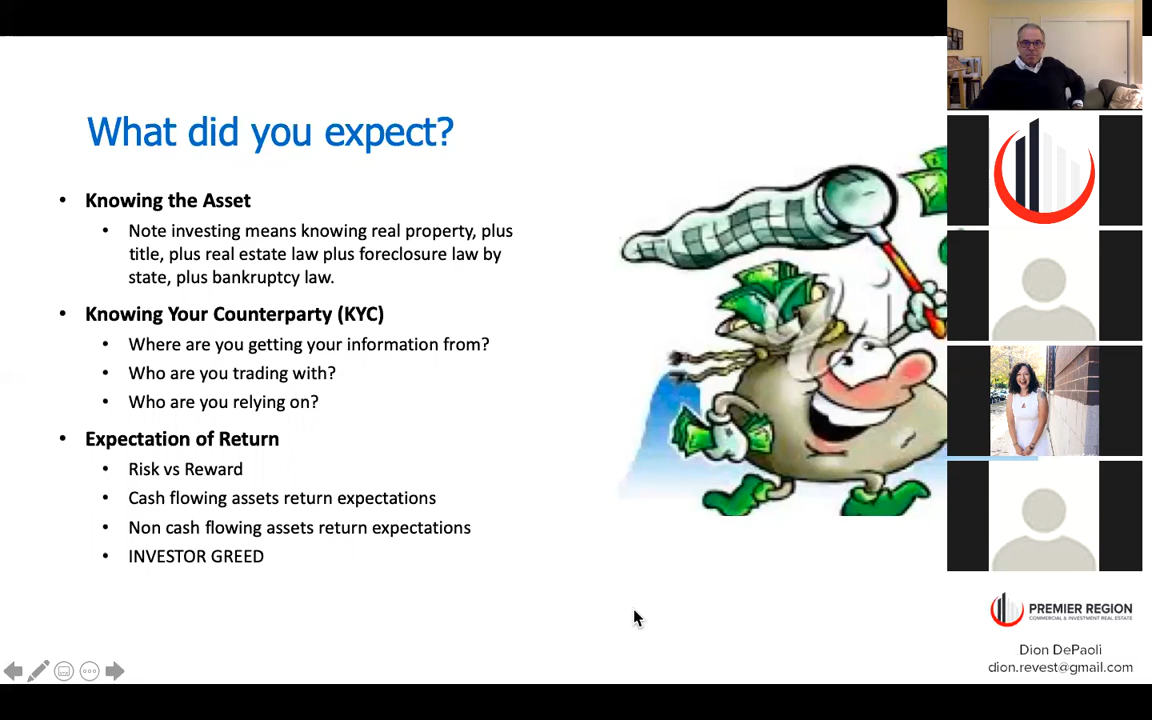 What did you expect?
• Knowing the Asset
• Note investing means knowing real property, plus
title, plus real estate law plus foreclosure law by
state, plus bankruptcy law.
• Knowing Your Counterparty (KYC)
• Where are you getting your information from?
• Who are you trading with?
• Who are you relying on?
• Expectation of Return
• Risk vs Reward
• Cash flowing assets return expectations
• Non cash flowing assets return expectations
• INVESTOR GREED
PREMIER REGION
COMMERCIAL & INVESTMENT REAL ESTATE
Dion DePaoli
dion.revest@gmail.com